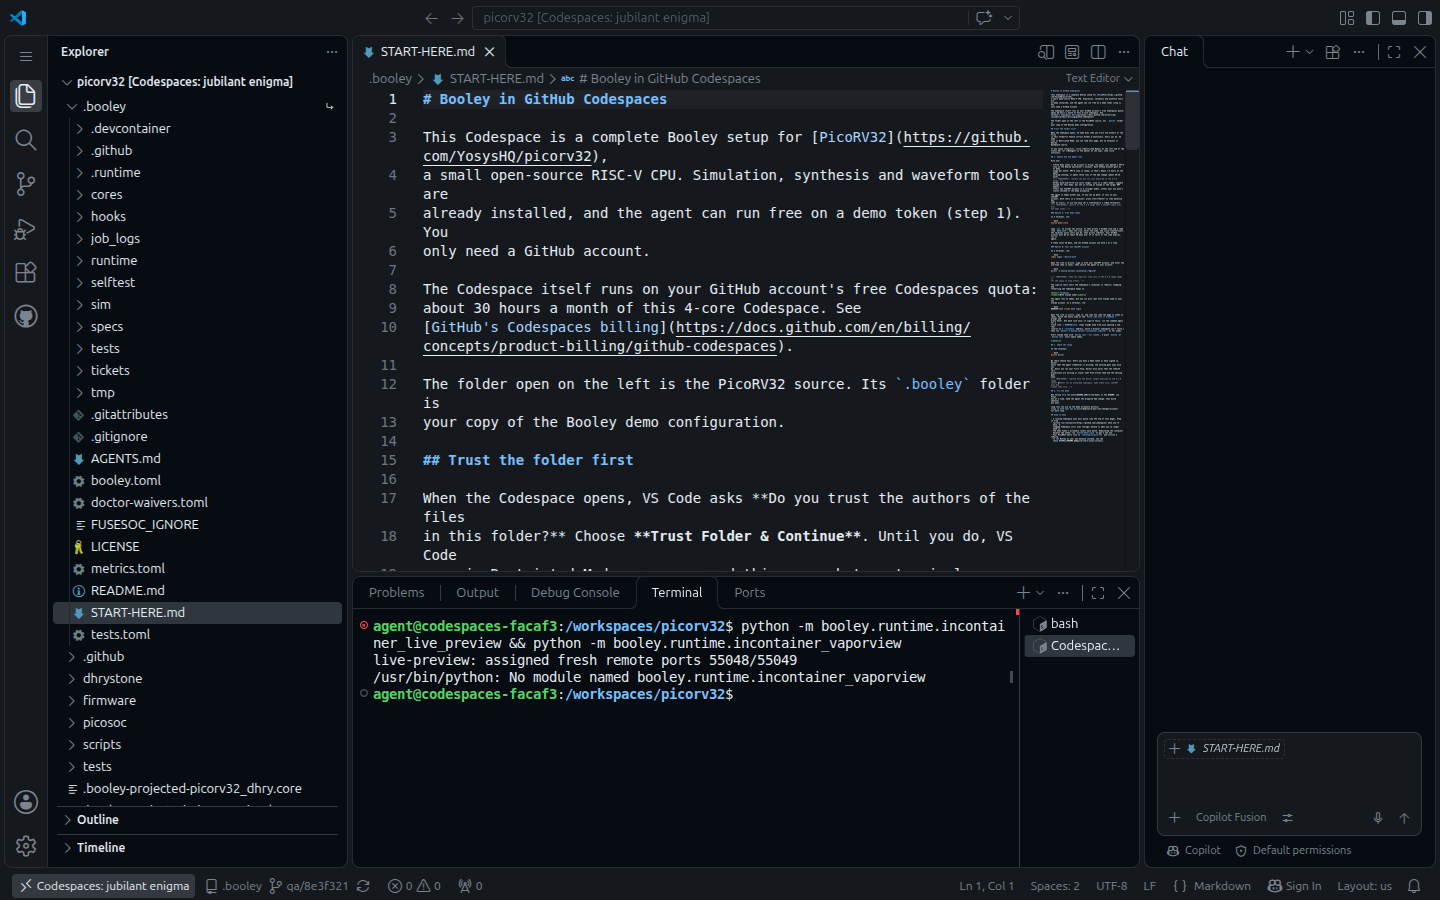 picorv32 [Codespaces: jubilant enigma]
Explorer
picorv32 [Codespaces: jubilant enigma]
.booley
.devcontainer
.github
.runtime
cores
hooks
job_logs
runtime
selftest
sim
specs
tests
tickets
tmp
.gitattributes
.gitignore
AGENTS.md
booley.toml
doctor-waivers.toml
FUSESOC_IGNORE
LICENSE
metrics.toml
README.md
START-HERE.md
tests.toml
.github
dhrystone
firmware
picosoc
scripts
tests
.booley-projected-picorv32_dhry.core
Outline
Timeline
START-HERE.md
.booley > START-HERE.md > abc # Booley in GitHub Codespaces
Text Editor
1 # Booley in GitHub Codespaces
2
3 This Codespace is a complete Booley setup for [PicoRV32](https://github.
com/YosysHQ/picorv32),
4 a small open-source RISC-V CPU. Simulation, synthesis and waveform tools
are
5 already installed, and the agent can run free on a demo token (step 1).
You
6 only need a GitHub account.
7
8 The Codespace itself runs on your GitHub account's free Codespaces quota:
9 about 30 hours a month of this 4-core Codespace. See
10 [GitHub's Codespaces billing](https://docs.github.com/en/billing/
concepts/product-billing/github-codespaces).
11
12 The folder open on the left is the PicoRV32 source. Its `.booley` folder
is
13 your copy of the Booley demo configuration.
14
15 ## Trust the folder first
16
17 When the Codespace opens, VS Code asks **Do you trust the authors of the
files
18 in this folder?** Choose **Trust Folder & Continue**. Until you do, VS
Code
Problems
Output
Debug Console
Terminal
Ports
agent@codespaces-facaf3:/workspaces/picorv32$ python -m booley.runtime.incontai
ner_live_preview && python -m booley.runtime.incontainer_vaporview
live-preview: assigned fresh remote ports 55048/55049
/usr/bin/python: No module named booley.runtime.incontainer_vaporview
agent@codespaces-facaf3:/workspaces/picorv32$
bash
Codespac...
Chat
START-HERE.md
Copilot Fusion
Copilot
Default permissions
Codespaces: jubilant enigma
.booley
qa/8e3f321
0
0
0
Ln 1, Col 1
Spaces: 2
UTF-8
LF
{ } Markdown
Sign In
Layout: us